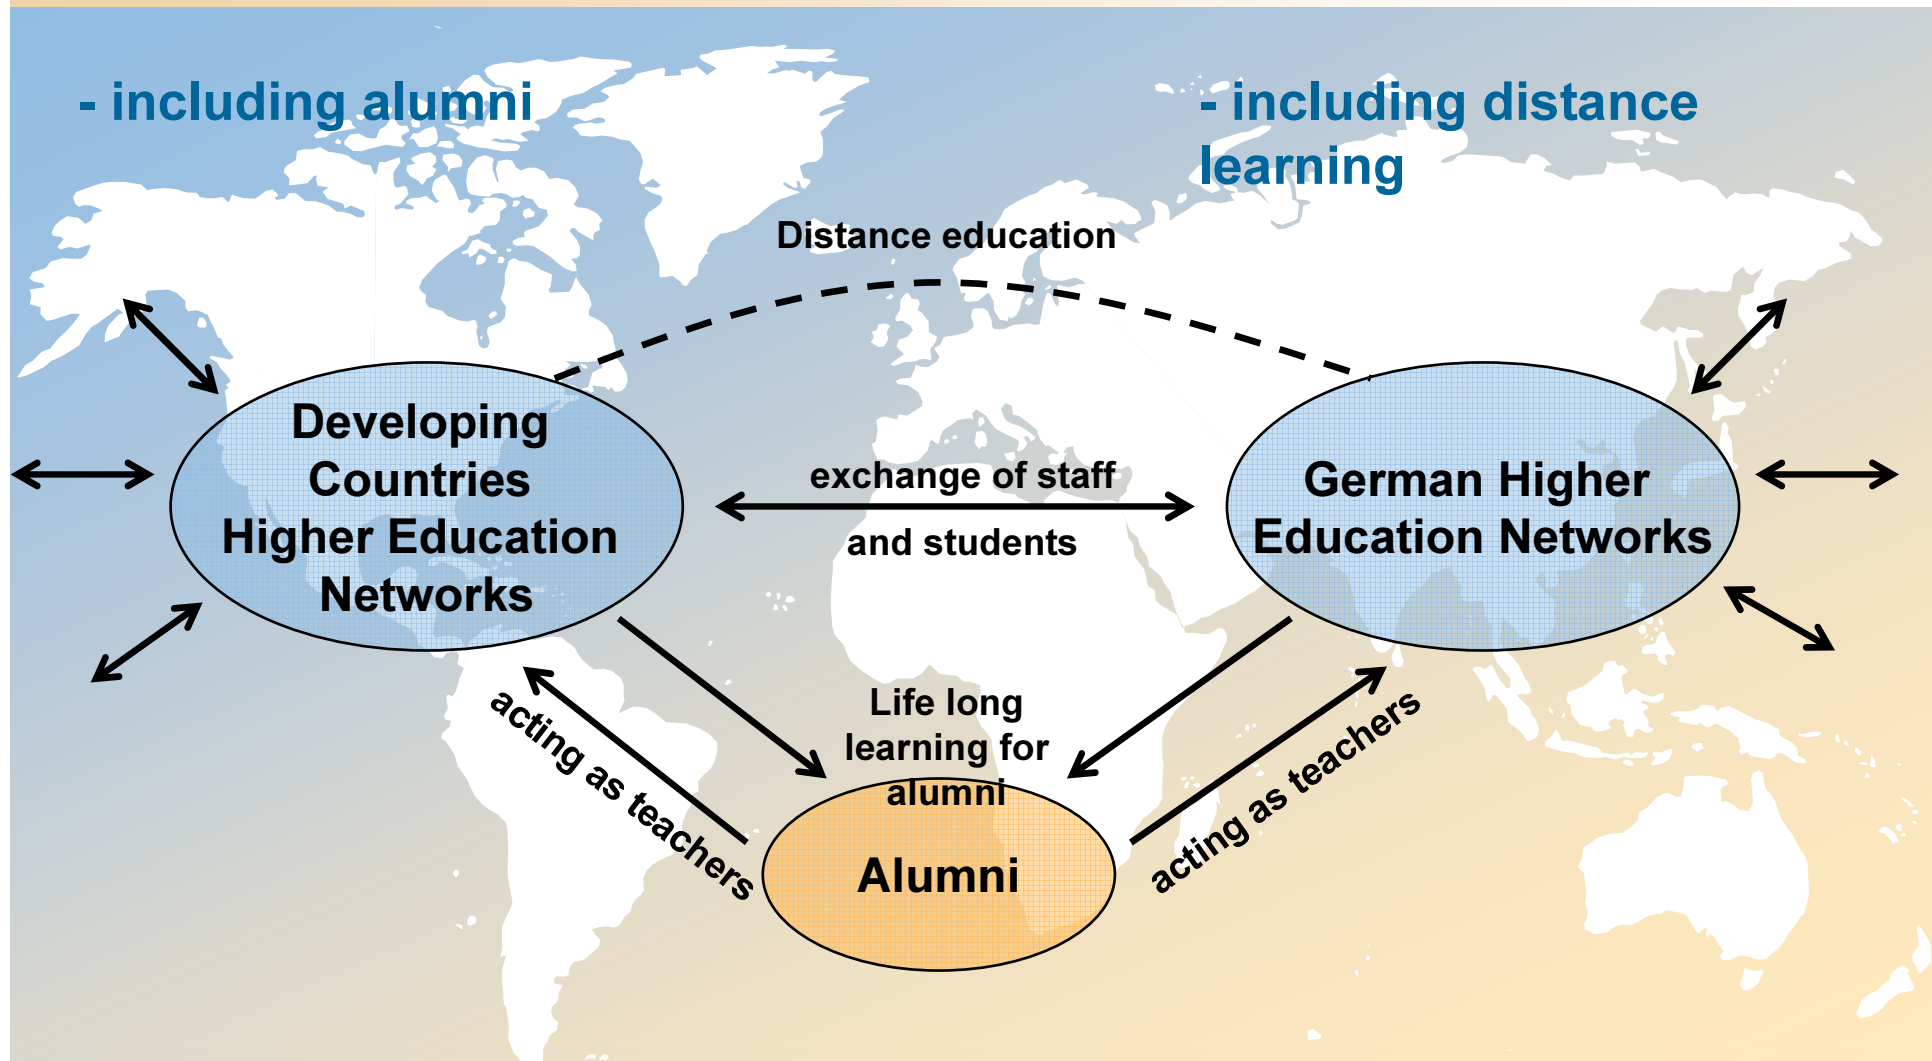 - including alumni
- including distance
learning
Distance education
Developing
Countries
Higher Education
Networks
exchange of staff
and students
German Higher
Education Networks
Life long
learning for
alumni
acting as teachers
acting as teachers
Alumni